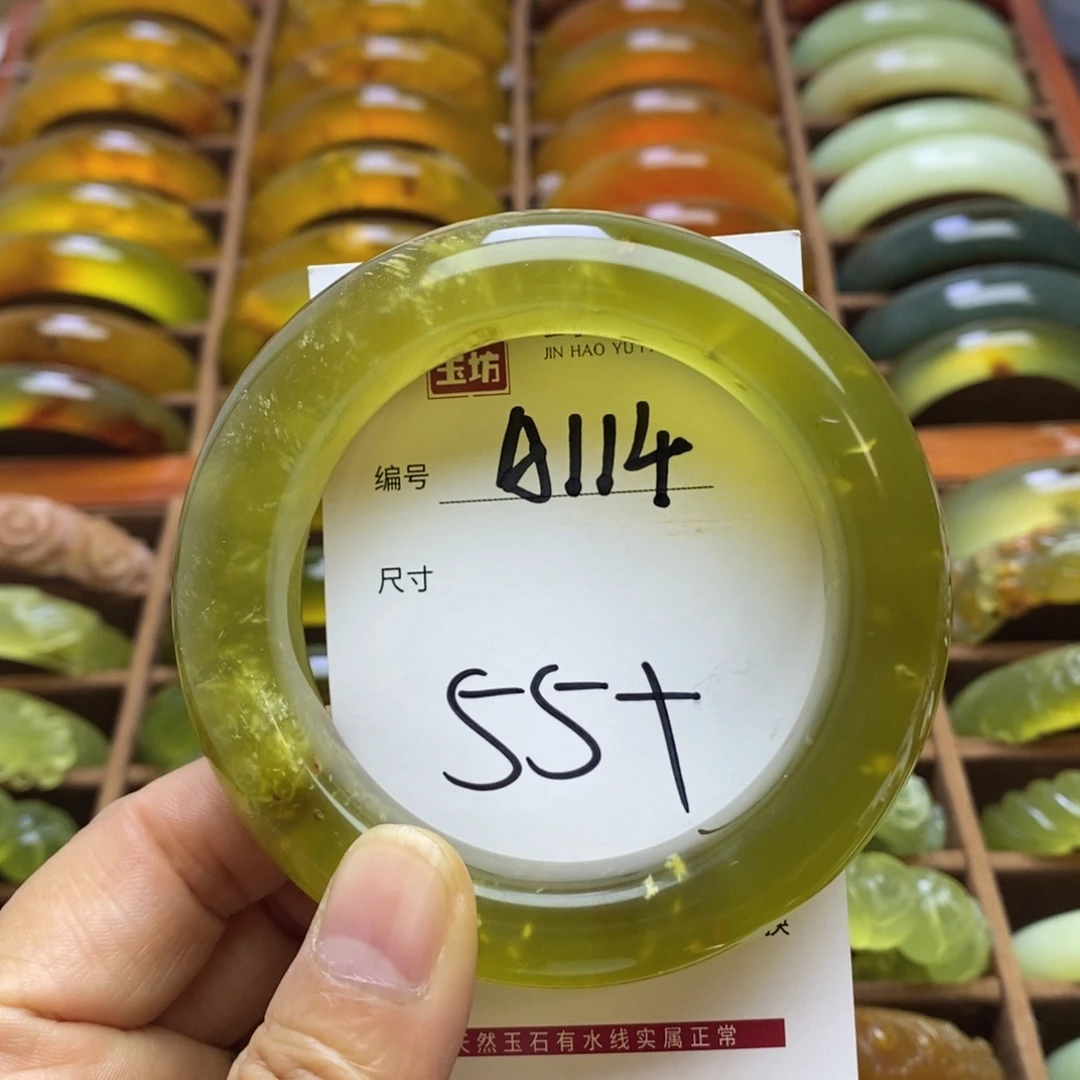 JIN HAO YU
玉坊
编号 A114
尺寸
55+
天然玉石有水线实属正常